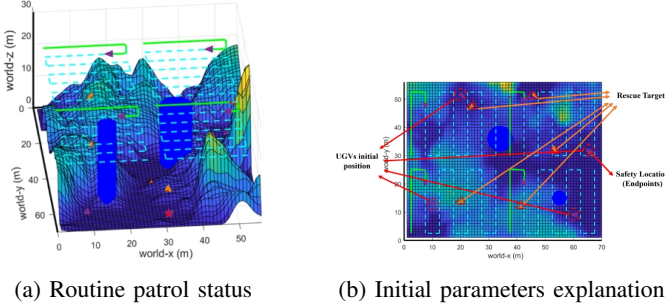 30
20
10
0
0
20
40
60
world-z (m)
world-y (m)
0
10
20
30
40
50
world-x (m)
50
40
30
20
10
0
world-y (m)
0
10
20
30
40
50
60
70
world-x (m)
Rescue Target
UGVs initial
position
Safety Locatio
(Endpoints)
(a) Routine patrol status
(b) Initial parameters explanation